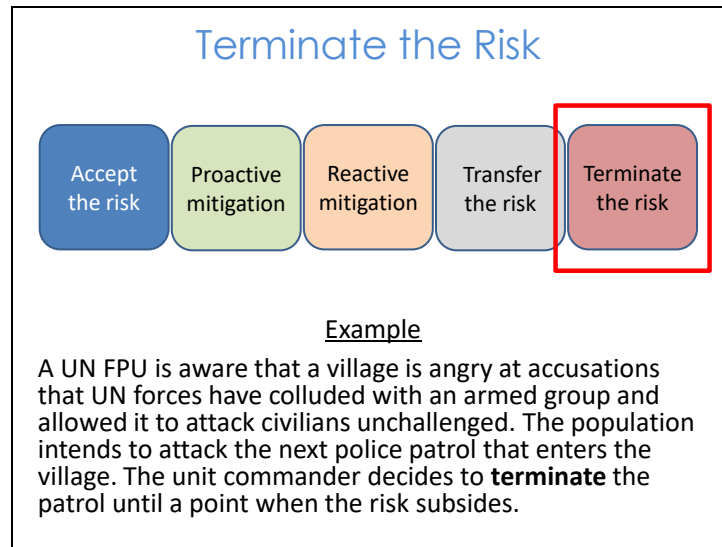 Terminate the Risk
Accept
the risk
Proactive
mitigation
Reactive
mitigation
Transfer
the risk
Terminate
the risk
Example
A UN FPU is aware that a village is angry at accusations
that UN forces have colluded with an armed group and
allowed it to attack civilians unchallenged. The population
intends to attack the next police patrol that enters the
village. The unit commander decides to terminate the
patrol until a point when the risk subsides.